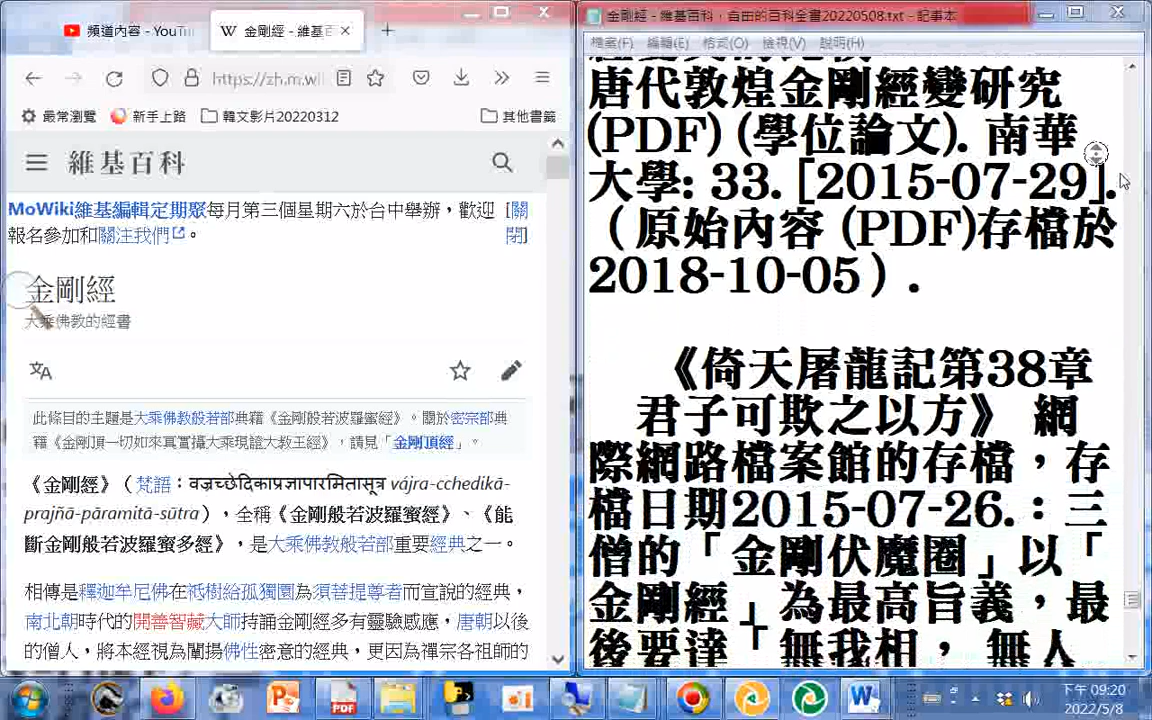 頻道內容 - YouTu
W 金剛經 - 維基百
https://zh.m.wiki
最常瀏覽
新手上路
韓文影片20220312
其他書籤
維基百科
MoWiki維基編輯定期聚每月第三個星期六於台中舉辦，歡迎
報名參加和關注我們。
[關
閉]
金剛經
大乘佛教的經書
此條目的主題是大乘佛教般若部典籍《金剛般若波羅蜜經》。關於密宗部典
籍《金剛頂一切如來真實攝大乘現證大教王經》，請見「金剛頂經」。
《金剛經》（梵語：वज्रच्छेदिकाप्रज्ञापारमितासूत्र vájra-cchedikā-
prajñā-pāramitā-sūtra），全稱《金剛般若波羅蜜經》、《能
斷金剛般若波羅蜜多經》，是大乘佛教般若部重要經典之一。
相傳是釋迦牟尼佛在祇樹給孤獨園為須菩提尊者而宣說的經典，
南北朝時代的開善智藏大師持誦金剛經多有靈驗感應，唐朝以後
的僧人，將本經視為闡揚佛性密意的經典，更因為禪宗各祖師的
金剛經 - 維基百科，自由的百科全書20220508.txt - 記事本
檔案(F) 編輯(E) 格式(O) 檢視(V) 說明(H)
唐代敦煌金剛經變研究
(PDF) (學位論文). 南華
大學: 33. [2015-07-29].
（原始內容 (PDF)存檔於
2018-10-05）.
《倚天屠龍記第38章
君子可欺之以方》 網
際網路檔案館的存檔，存
檔日期2015-07-26.：三
僧的「金剛伏魔圈」以「
金剛經」為最高旨義，最
後要達「無我相， 無人
下午 09:20
2022/5/8